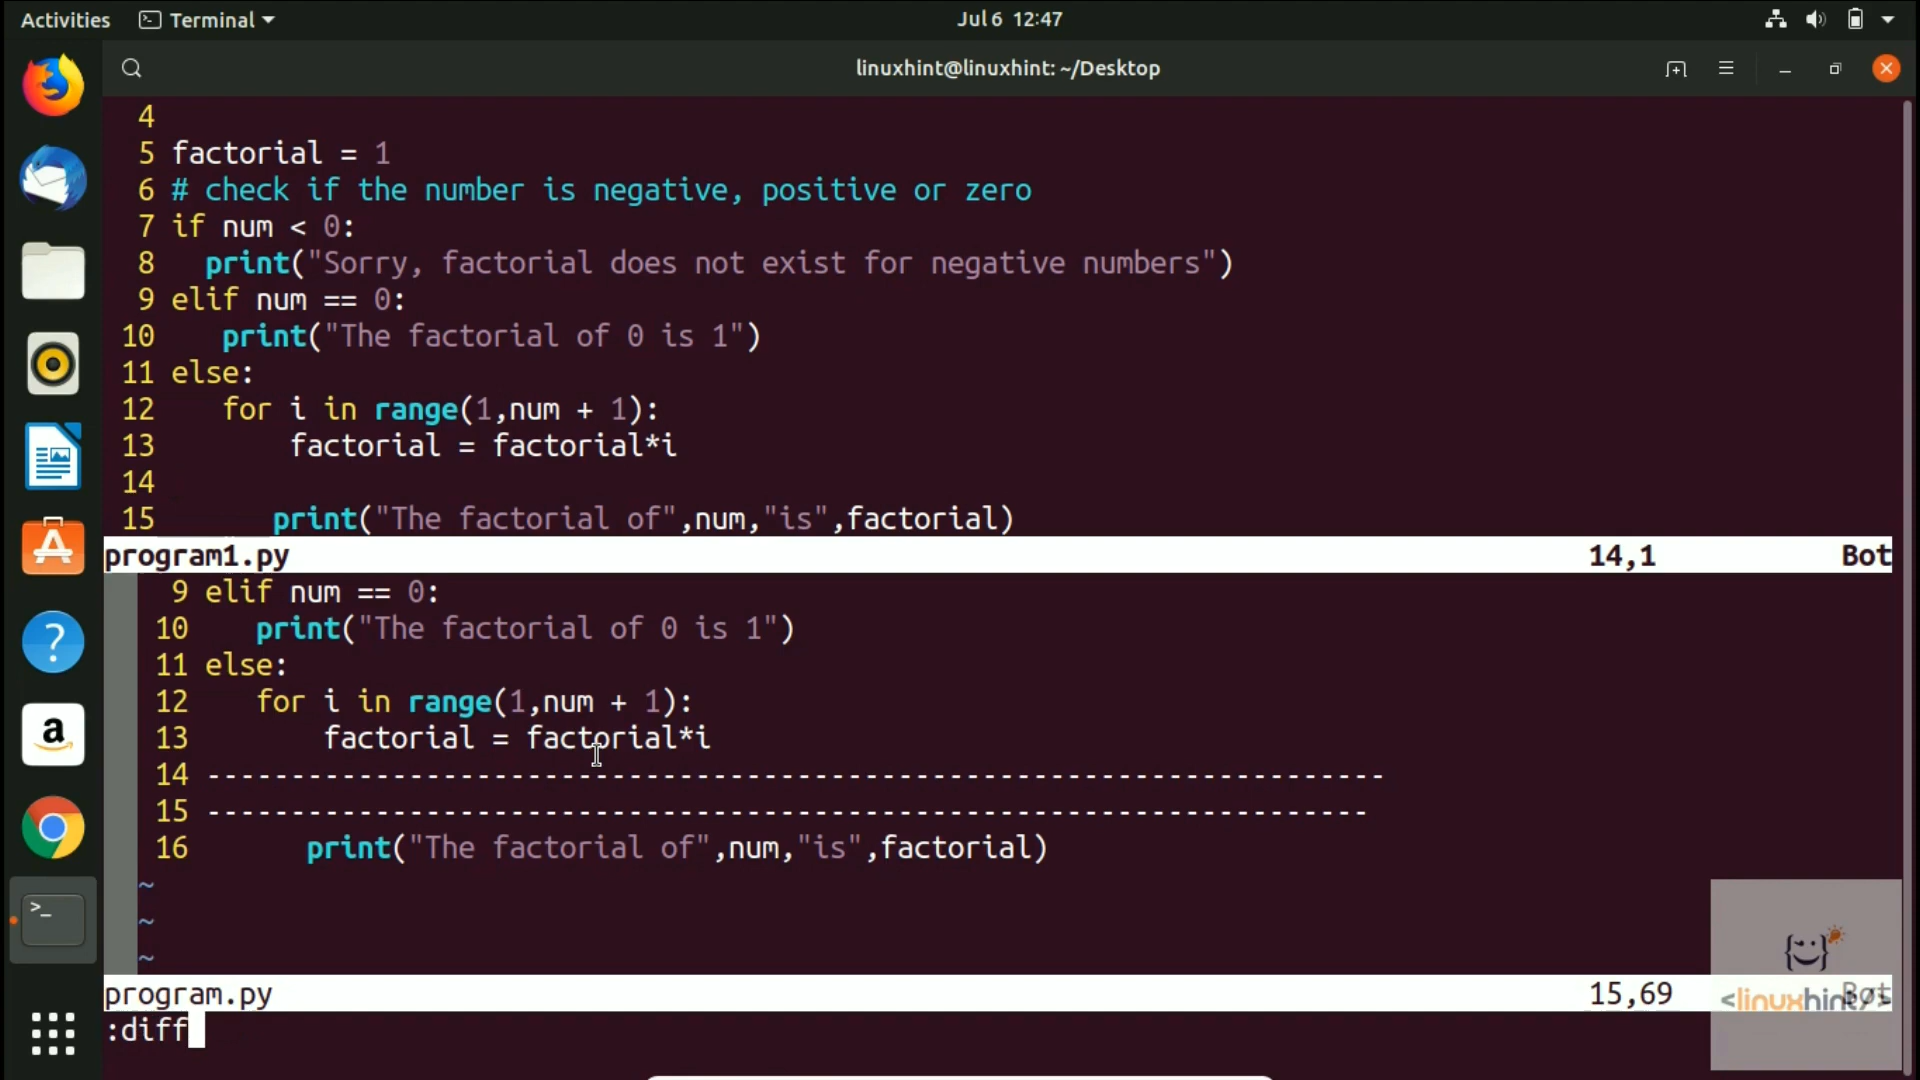 Activities Terminal Jul 6 12:47
linuxhint@linuxhint: ~/Desktop
4
5 factorial = 1
6 # check if the number is negative, positive or zero
7 if num < 0:
8   print("Sorry, factorial does not exist for negative numbers")
9 elif num == 0:
10    print("The factorial of 0 is 1")
11 else:
12    for i in range(1,num + 1):
13        factorial = factorial*i
14
15       print("The factorial of",num,"is",factorial)
program1.py 14,1 Bot
9 elif num == 0:
10    print("The factorial of 0 is 1")
11 else:
12    for i in range(1,num + 1):
13        factorial = factorial*i
14 ----------------------------------------------------------------------
15 ---------------------------------------------------------------------
16       print("The factorial of",num,"is",factorial)
~
~
~
program.py 15,69 Bot
<linuxhint/>
:diff